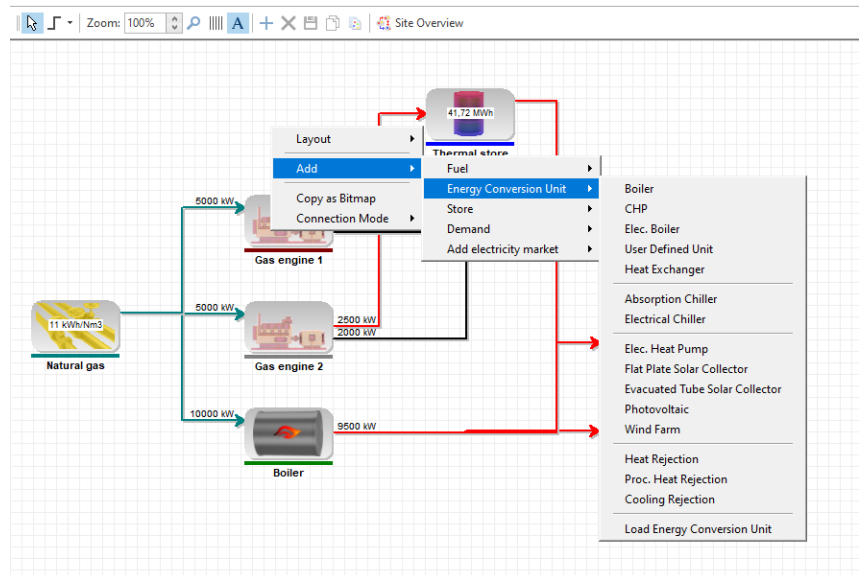 Zoom: 100% A Site Overview
41,72 MWh
Thermal store
Layout
Add
Copy as Bitmap
Connection Mode
Fuel
Energy Conversion Unit
Store
Demand
Add electricity market
Boiler
CHP
Elec. Boiler
User Defined Unit
Heat Exchanger
Absorption Chiller
Electrical Chiller
Elec. Heat Pump
Flat Plate Solar Collector
Evacuated Tube Solar Collector
Photovoltaic
Wind Farm
Heat Rejection
Proc. Heat Rejection
Cooling Rejection
Load Energy Conversion Unit
5000 kW
Gas engine 1
5000 kW
2500 kW
2000 kW
Gas engine 2
11 kWh/Nm3
Natural gas
10000 kW
9500 kW
Boiler